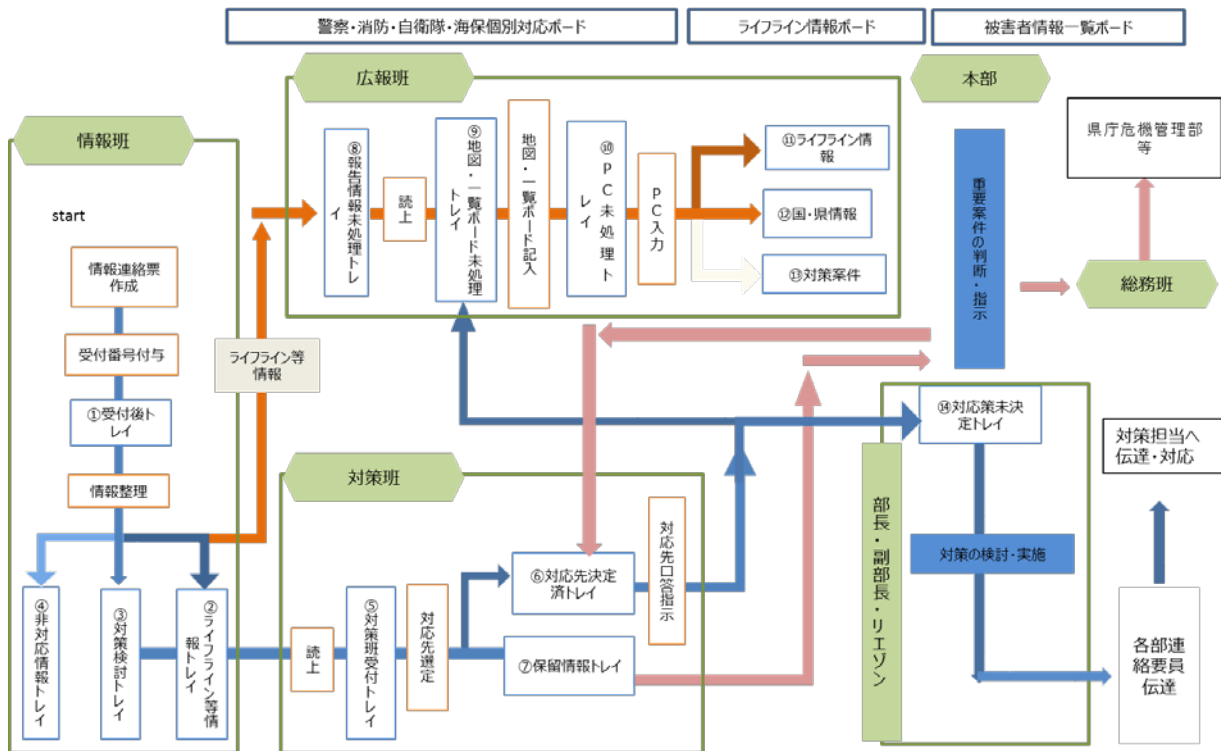 警察・消防・自衛隊・海保個別対応ボード
ライフライン情報ボード
被害者情報一覧ボード
広報班
本部
情報班
県庁危機管理部
等
start
情報連絡票
作成
受付番号付与
①受付後ト
レイ
情報整理
④非対応情報トレイ
③対策検討トレイ
②ライフライン等情
報トレイ
ライフライン等
情報
⑧報告情報未処理トレ
イ
読上
⑨地図・一覧ボード未処理
トレイ
地図・一覧ボード記入
⑩PC未処理ト
レイ
PC入力
⑪ライフライン情
報
⑫国・県情報
⑬対策案件
重要案件の判断・指示
総務班
対策班
読上
⑤対策班受付トレイ
対応先選定
⑥対応先決定
済トレイ
⑦保留情報トレイ
対応先口答指示
⑭対応策未決
定トレイ
部長・副部長・リエゾン
対策の検討・実施
対策担当へ
伝達・対応
各部連
絡要員
伝達